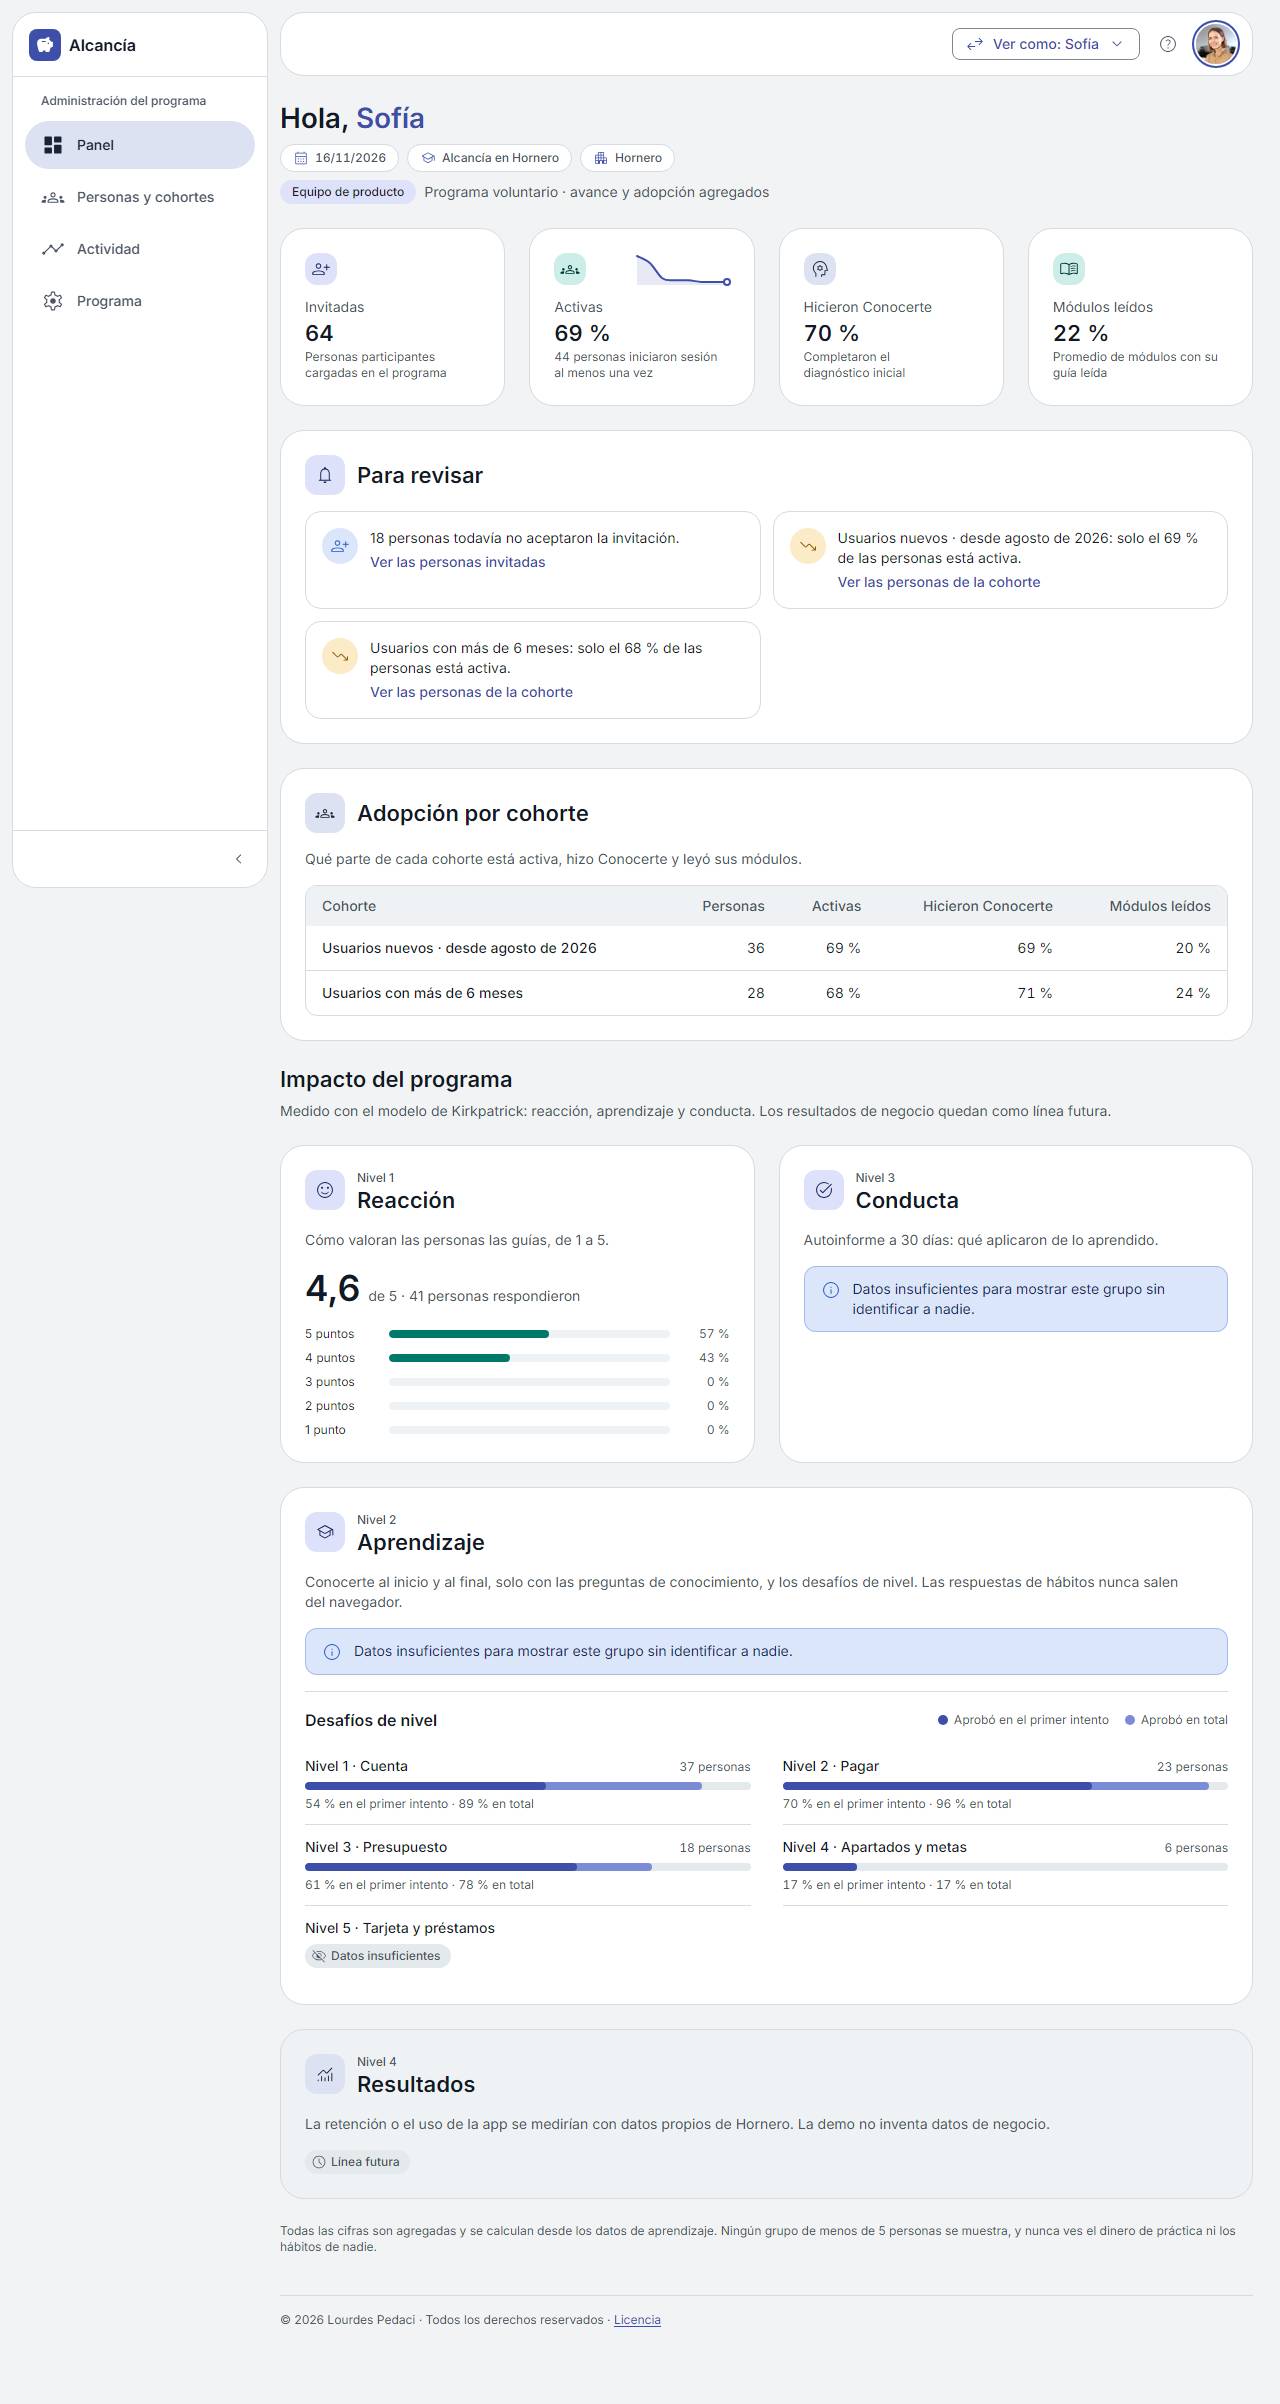 Alcancía
Ver como: Sofía
Administración del programa
Panel
Personas y cohortes
Actividad
Programa
Hola, Sofía
16/11/2026
Alcancía en Hornero
Hornero
Equipo de producto
Programa voluntario · avance y adopción agregados
Invitadas
64
Personas participantes
cargadas en el programa
Activas
69 %
44 personas iniciaron sesión
al menos una vez
Hicieron Conocerte
70 %
Completaron el
diagnóstico inicial
Módulos leídos
22 %
Promedio de módulos con su
guía leída
Para revisar
18 personas todavía no aceptaron la invitación.
Ver las personas invitadas
Usuarios nuevos · desde agosto de 2026: solo el 69 %
de las personas está activa.
Ver las personas de la cohorte
Usuarios con más de 6 meses: solo el 68 % de las
personas está activa.
Ver las personas de la cohorte
Adopción por cohorte
Qué parte de cada cohorte está activa, hizo Conocerte y leyó sus módulos.
Cohorte Personas Activas Hicieron Conocerte Módulos leídos
Usuarios nuevos · desde agosto de 2026 36 69 % 69 % 20 %
Usuarios con más de 6 meses 28 68 % 71 % 24 %
Impacto del programa
Medido con el modelo de Kirkpatrick: reacción, aprendizaje y conducta. Los resultados de negocio quedan como línea futura.
Nivel 1
Reacción
Cómo valoran las personas las guías, de 1 a 5.
4,6 de 5 · 41 personas respondieron
5 puntos 57 %
4 puntos 43 %
3 puntos 0 %
2 puntos 0 %
1 punto 0 %
Nivel 3
Conducta
Autoinforme a 30 días: qué aplicaron de lo aprendido.
Datos insuficientes para mostrar este grupo sin
identificar a nadie.
Nivel 2
Aprendizaje
Conocerte al inicio y al final, solo con las preguntas de conocimiento, y los desafíos de nivel. Las respuestas de hábitos nunca salen
del navegador.
Datos insuficientes para mostrar este grupo sin identificar a nadie.
Desafíos de nivel
Aprobó en el primer intento
Aprobó en total
Nivel 1 · Cuenta 37 personas
54 % en el primer intento · 89 % en total
Nivel 2 · Pagar 23 personas
70 % en el primer intento · 96 % en total
Nivel 3 · Presupuesto 18 personas
61 % en el primer intento · 78 % en total
Nivel 4 · Apartados y metas 6 personas
17 % en el primer intento · 17 % en total
Nivel 5 · Tarjeta y préstamos
Datos insuficientes
Nivel 4
Resultados
La retención o el uso de la app se medirían con datos propios de Hornero. La demo no inventa datos de negocio.
Línea futura
Todas las cifras son agregadas y se calculan desde los datos de aprendizaje. Ningún grupo de menos de 5 personas se muestra, y nunca ves el dinero de práctica ni los
hábitos de nadie.
© 2026 Lourdes Pedaci · Todos los derechos reservados · Licencia